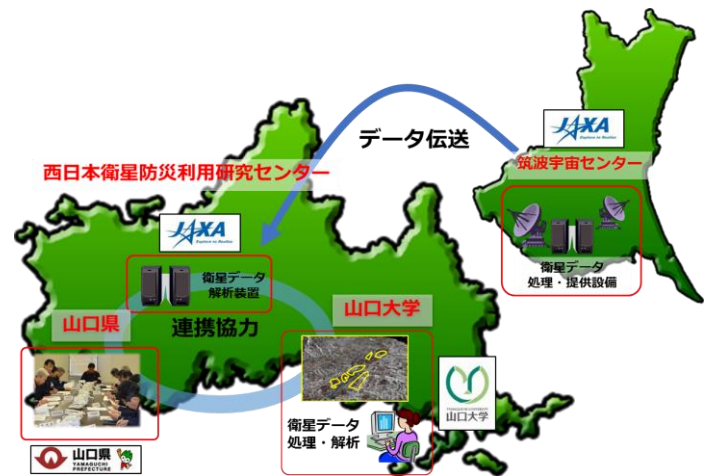 JAXA
データ伝送
筑波宇宙センター
西日本衛星防災利用研究センター
JAXA
衛星データ
処理・提供設備
衛星データ
解析装置
山口県
連携協力
山口大学
衛星データ
処理・解析
山口大学
山口県
YAMAGUCHI
PREFECTURE